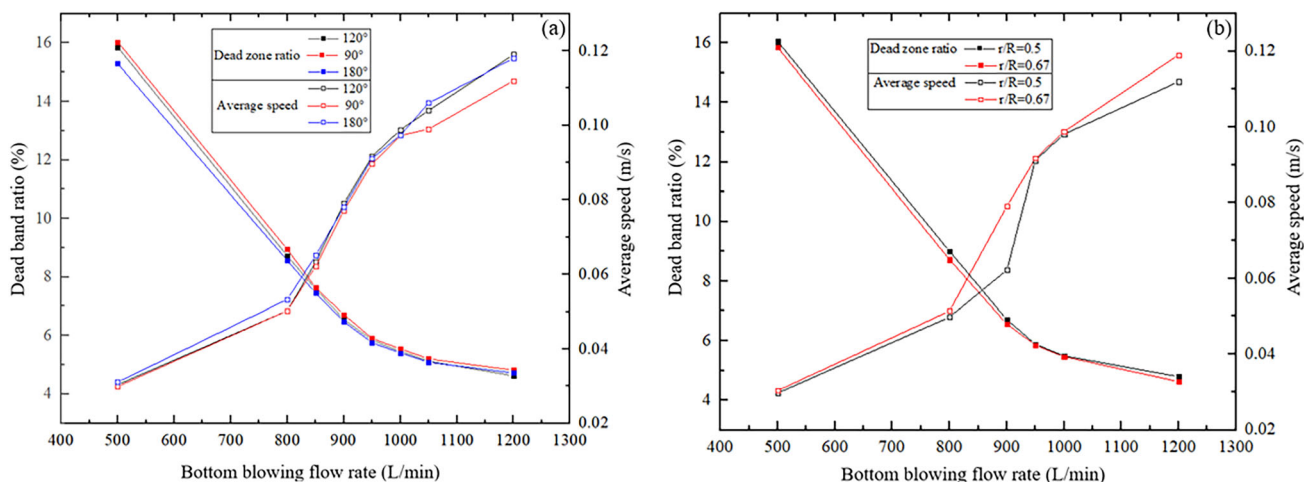 (a)
Dead band ratio (%)
16
14
12
10
8
6
4
Dead zone ratio
120°
90°
180°
Average speed
120°
90°
180°
0.12
0.10
0.08
0.06
0.04
0.02
Average speed (m/s)
400 500 600 700 800 900 1000 1100 1200 1300
Bottom blowing flow rate (L/min)
(b)
Dead band ratio (%)
16
14
12
10
8
6
4
Dead zone ratio
r/R=0.5
r/R=0.67
Average speed
r/R=0.5
r/R=0.67
0.12
0.10
0.08
0.06
0.04
0.02
Average speed (m/s)
400 500 600 700 800 900 1000 1100 1200 1300
Bottom blowing flow rate (L/min)